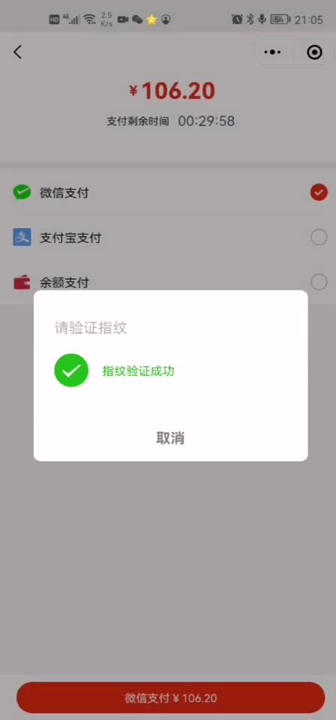 HD 46 2.5 K/s 21:05
¥106.20
支付剩余时间 00:29:58
微信支付
支付宝支付
余额支付
请验证指纹
指纹验证成功
取消
微信支付¥106.20